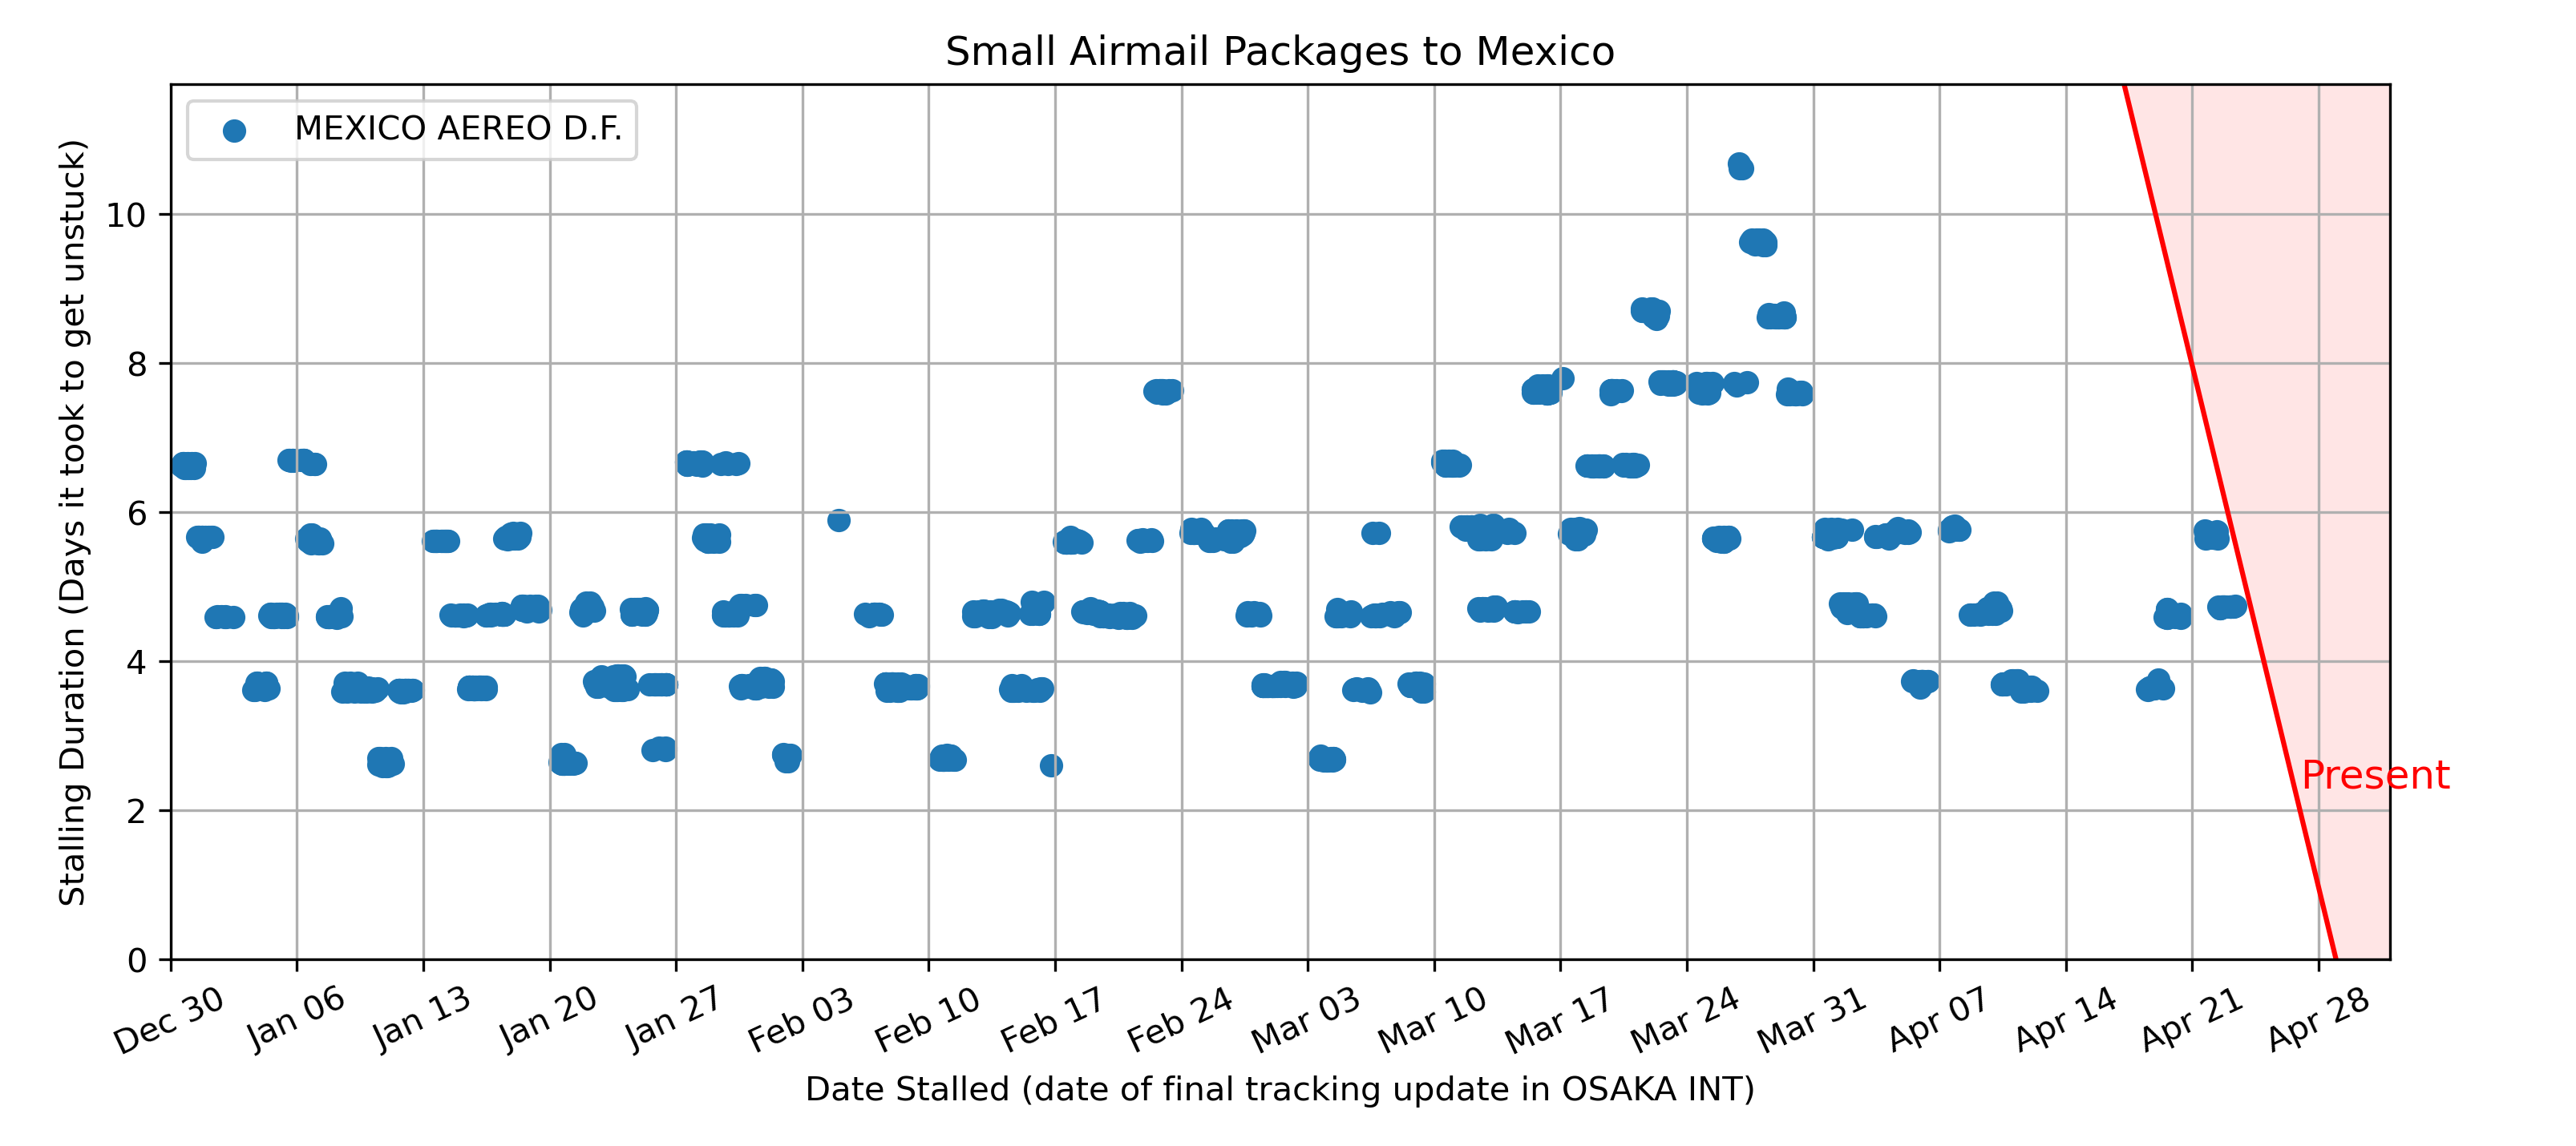 Small Airmail Packages to Mexico
MEXICO AEREO D.F.
Stalling Duration (Days it took to get unstuck)
10
8
6
4
2
0
Present
Dec 30
Jan 06
Jan 13
Jan 20
Jan 27
Feb 03
Feb 10
Feb 17
Feb 24
Mar 03
Mar 10
Mar 17
Mar 24
Mar 31
Apr 07
Apr 14
Apr 21
Apr 28
Date Stalled (date of final tracking update in OSAKA INT)